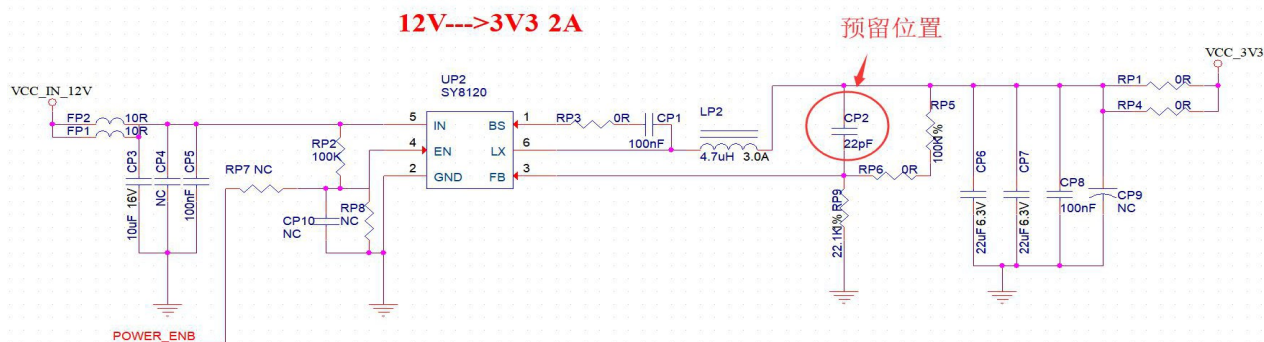 12V--->3V3 2A
预留位置
VCC_3V3
VCC_IN_12V
UP2
SY8120
FP2 10R
FP1 10R
5 IN BS 1
4 EN LX 6
2 GND FB 3
RP3 0R
CP1
100nF
LP2
4.7uH 3.0A
CP2
22pF
RP5
100K1%
RP1 0R
RP4 0R
RP2
100K
RP7 NC
CP3
10uF 16V
CP4
NC
CP5
100nF
CP10
NC
RP8
NC
RP6 0R
RP9
22.1K1%
CP6
22uF 6.3V
CP7
22uF 6.3V
CP8
100nF
CP9
NC
POWER_ENB